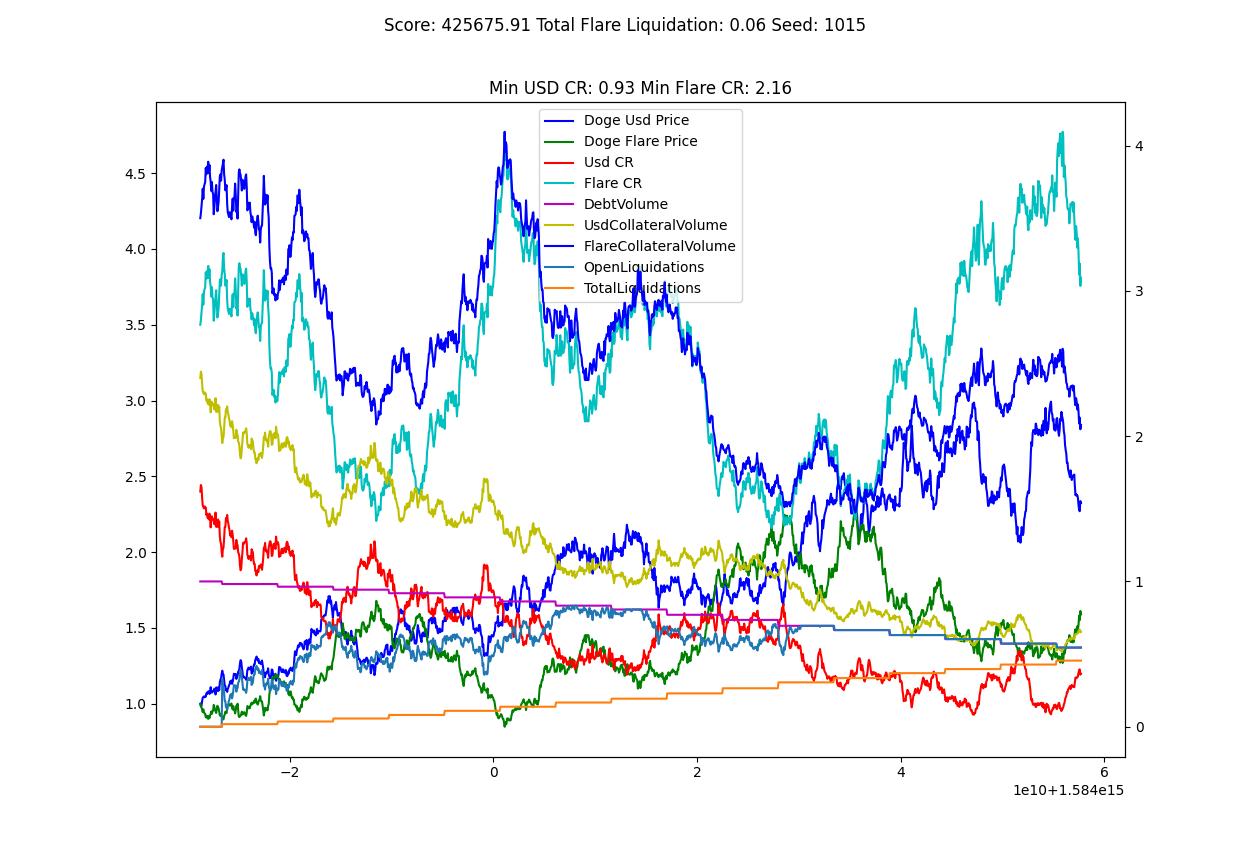 Score: 425675.91 Total Flare Liquidation: 0.06 Seed: 1015
Min USD CR: 0.93 Min Flare CR: 2.16
Doge Usd Price
Doge Flare Price
Usd CR
Flare CR
DebtVolume
UsdCollateralVolume
FlareCollateralVolume
OpenLiquidations
TotalLiquidations
4.5
4.0
3.5
3.0
2.5
2.0
1.5
1.0
4
3
2
1
0
−2
0
2
4
6
1e10+1.584e15